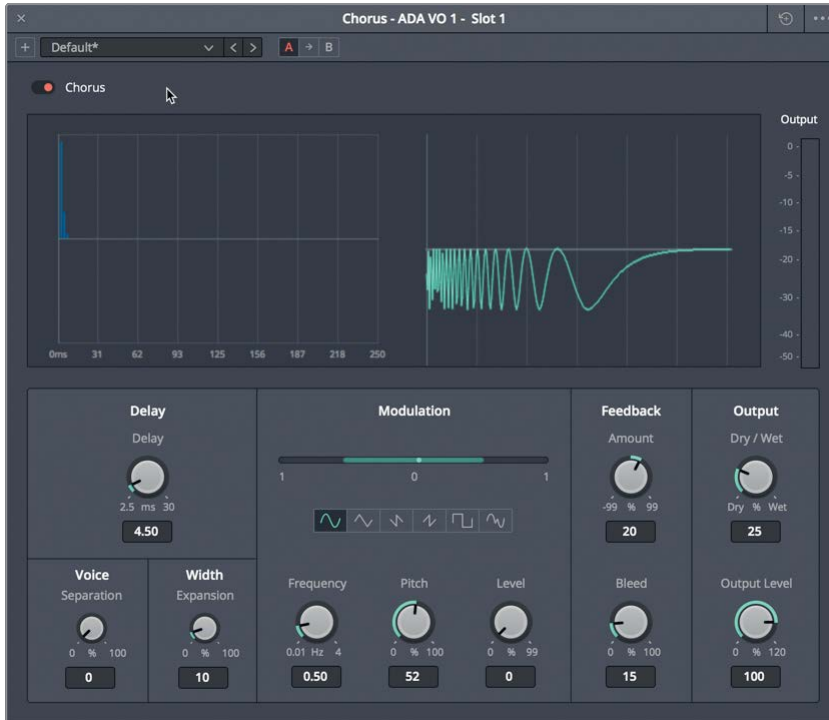 Chorus - ADA VO 1 - Slot 1
Default*
A B
Chorus
Output
0
-5
-10
-15
-20
-30
-40
-50
0ms 31 62 93 125 156 187 218 250
Delay
Delay
2.5 ms 30
4.50
Voice
Separation
0 % 100
0
Width
Expansion
0 % 100
10
Modulation
1 0 1
Frequency
0.01 Hz 4
0.50
Pitch
0 % 100
52
Level
0 % 99
0
Feedback
Amount
-99 % 99
20
Bleed
0 % 100
15
Output
Dry / Wet
Dry % Wet
25
Output Level
0 % 120
100